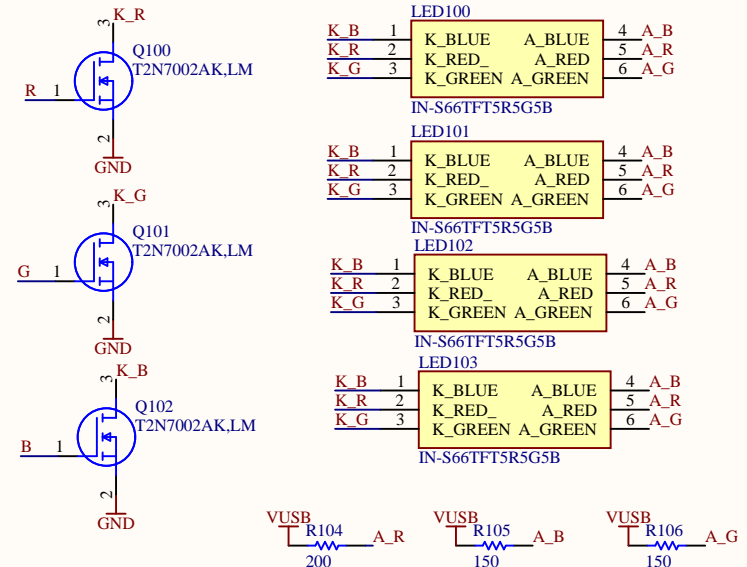 K_R
3
Q100
T2N7002AK,LM
R 1
2
GND
K_G
3
Q101
T2N7002AK,LM
G 1
2
GND
K_B
3
Q102
T2N7002AK,LM
B 1
2
GND
LED100
K_B 1 K_BLUE A_BLUE 4 A_B
K_R 2 K_RED_ A_RED 5 A_R
K_G 3 K_GREEN A_GREEN 6 A_G
IN-S66TFT5R5G5B
LED101
K_B 1 K_BLUE A_BLUE 4 A_B
K_R 2 K_RED_ A_RED 5 A_R
K_G 3 K_GREEN A_GREEN 6 A_G
IN-S66TFT5R5G5B
LED102
K_B 1 K_BLUE A_BLUE 4 A_B
K_R 2 K_RED_ A_RED 5 A_R
K_G 3 K_GREEN A_GREEN 6 A_G
IN-S66TFT5R5G5B
LED103
K_B 1 K_BLUE A_BLUE 4 A_B
K_R 2 K_RED_ A_RED 5 A_R
K_G 3 K_GREEN A_GREEN 6 A_G
IN-S66TFT5R5G5B
VUSB
R104 A_R
200
VUSB
R105 A_B
150
VUSB
R106 A_G
150